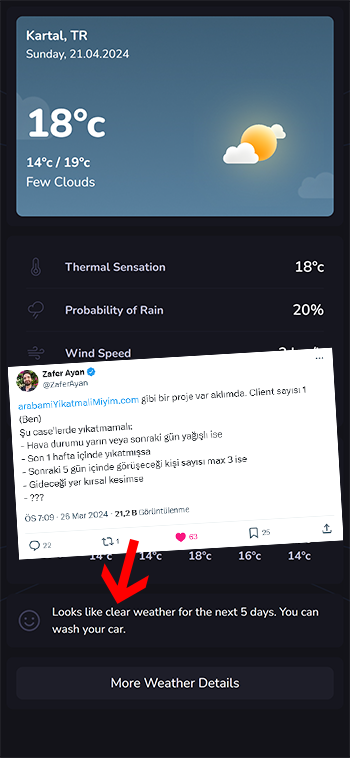 Kartal, TR
Sunday, 21.04.2024
18°c
14°c / 19°c
Few Clouds
Thermal Sensation 18°c
Probability of Rain 20%
Wind Speed
Zafer Ayan
@ZaferAyan
arabamiYikatmaliMiyim.com gibi bir proje var aklımda. Client sayısı 1
(Ben)
Şu case'lerde yıkatmamalı:
- Hava durumu yarın veya sonraki gün yağışlı ise
- Son 1 hafta içinde yıkatmışsa
- Sonraki 5 gün içinde görüşeceği kişi sayısı max 3 ise
- Gideceği yer kırsal kesimse
- ???
ÖS 7:09 · 26 Mar 2024 · 21,2 B Görüntülenme
22 1 63 25
14°c 14°c 18°c 16°c 14°c
Looks like clear weather for the next 5 days. You can
wash your car.
More Weather Details